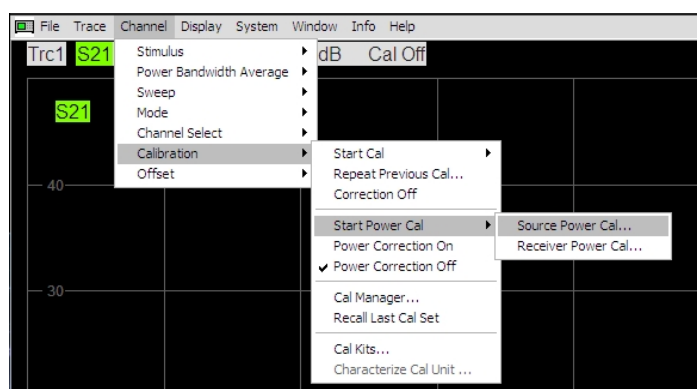 File Trace Channel Display System Window Info Help
Trc1 S21 dB Cal Off
S21
40
30
Stimulus
Power Bandwidth Average
Sweep
Mode
Channel Select
Calibration
Offset
Start Cal
Repeat Previous Cal...
Correction Off
Start Power Cal
Power Correction On
Power Correction Off
Cal Manager...
Recall Last Cal Set
Cal Kits...
Characterize Cal Unit ...
Source Power Cal...
Receiver Power Cal...